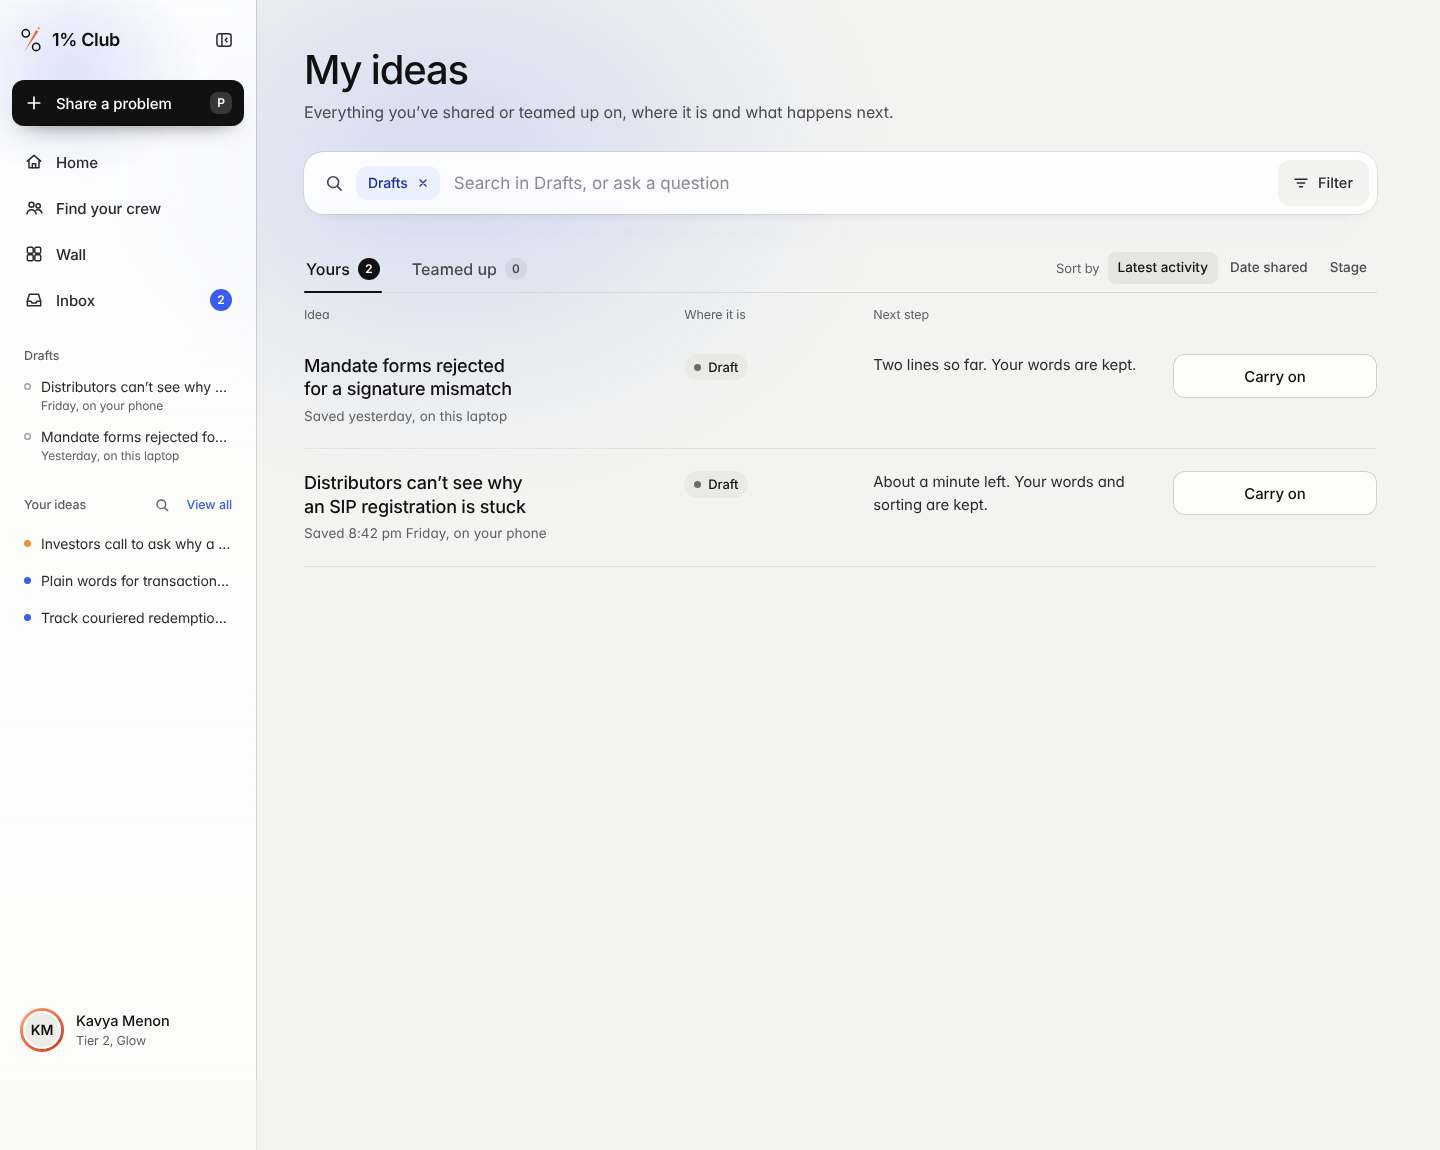 1% Club
Share a problem P
Home
Find your crew
Wall
Inbox 2
Drafts
Distributors can’t see why ...
Friday, on your phone
Mandate forms rejected fo...
Yesterday, on this laptop
Your ideas View all
Investors call to ask why a ...
Plain words for transaction...
Track couriered redemptio...
KM
Kavya Menon
Tier 2, Glow
My ideas
Everything you’ve shared or teamed up on, where it is and what happens next.
Drafts × Search in Drafts, or ask a question Filter
Yours 2 Teamed up 0 Sort by Latest activity Date shared Stage
Idea Where it is Next step
Mandate forms rejected
for a signature mismatch
Saved yesterday, on this laptop
Draft
Two lines so far. Your words are kept.
Carry on
Distributors can’t see why
an SIP registration is stuck
Saved 8:42 pm Friday, on your phone
Draft
About a minute left. Your words and
sorting are kept.
Carry on